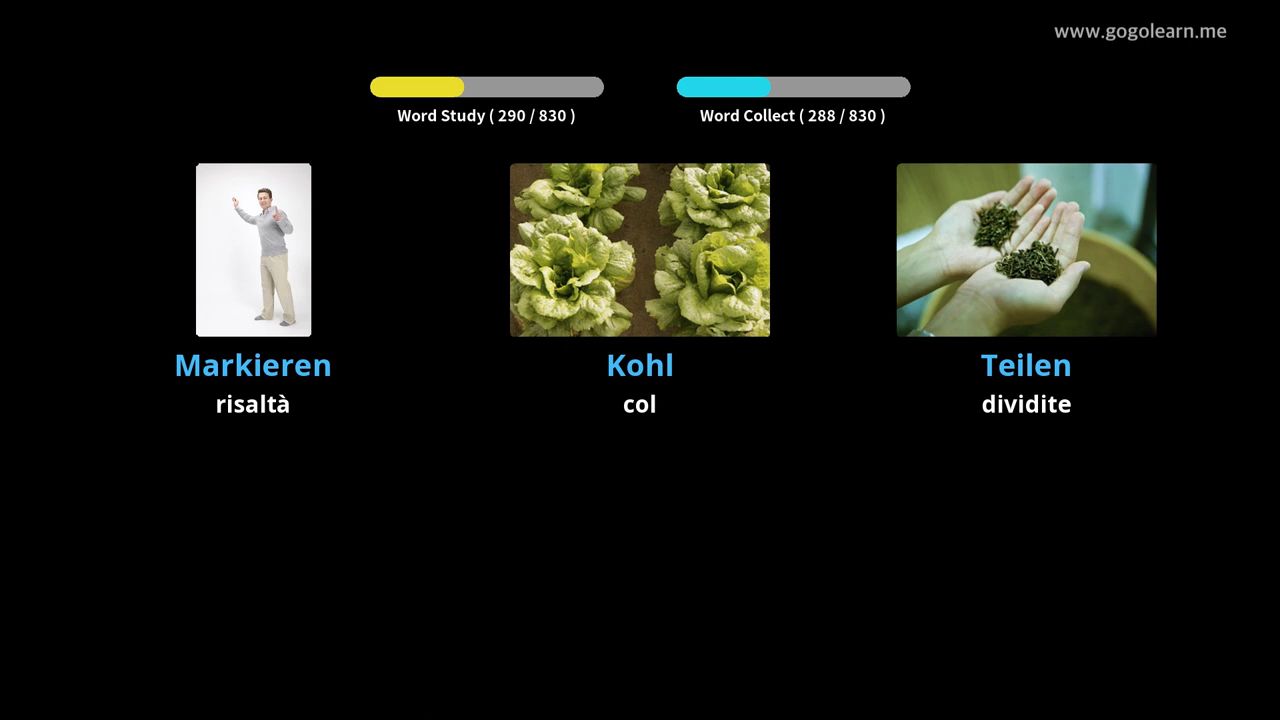 www.gogolearn.me
Word Study ( 290 / 830 )
Word Collect ( 288 / 830 )
Markieren
Kohl
Teilen
risaltà
col
dividite